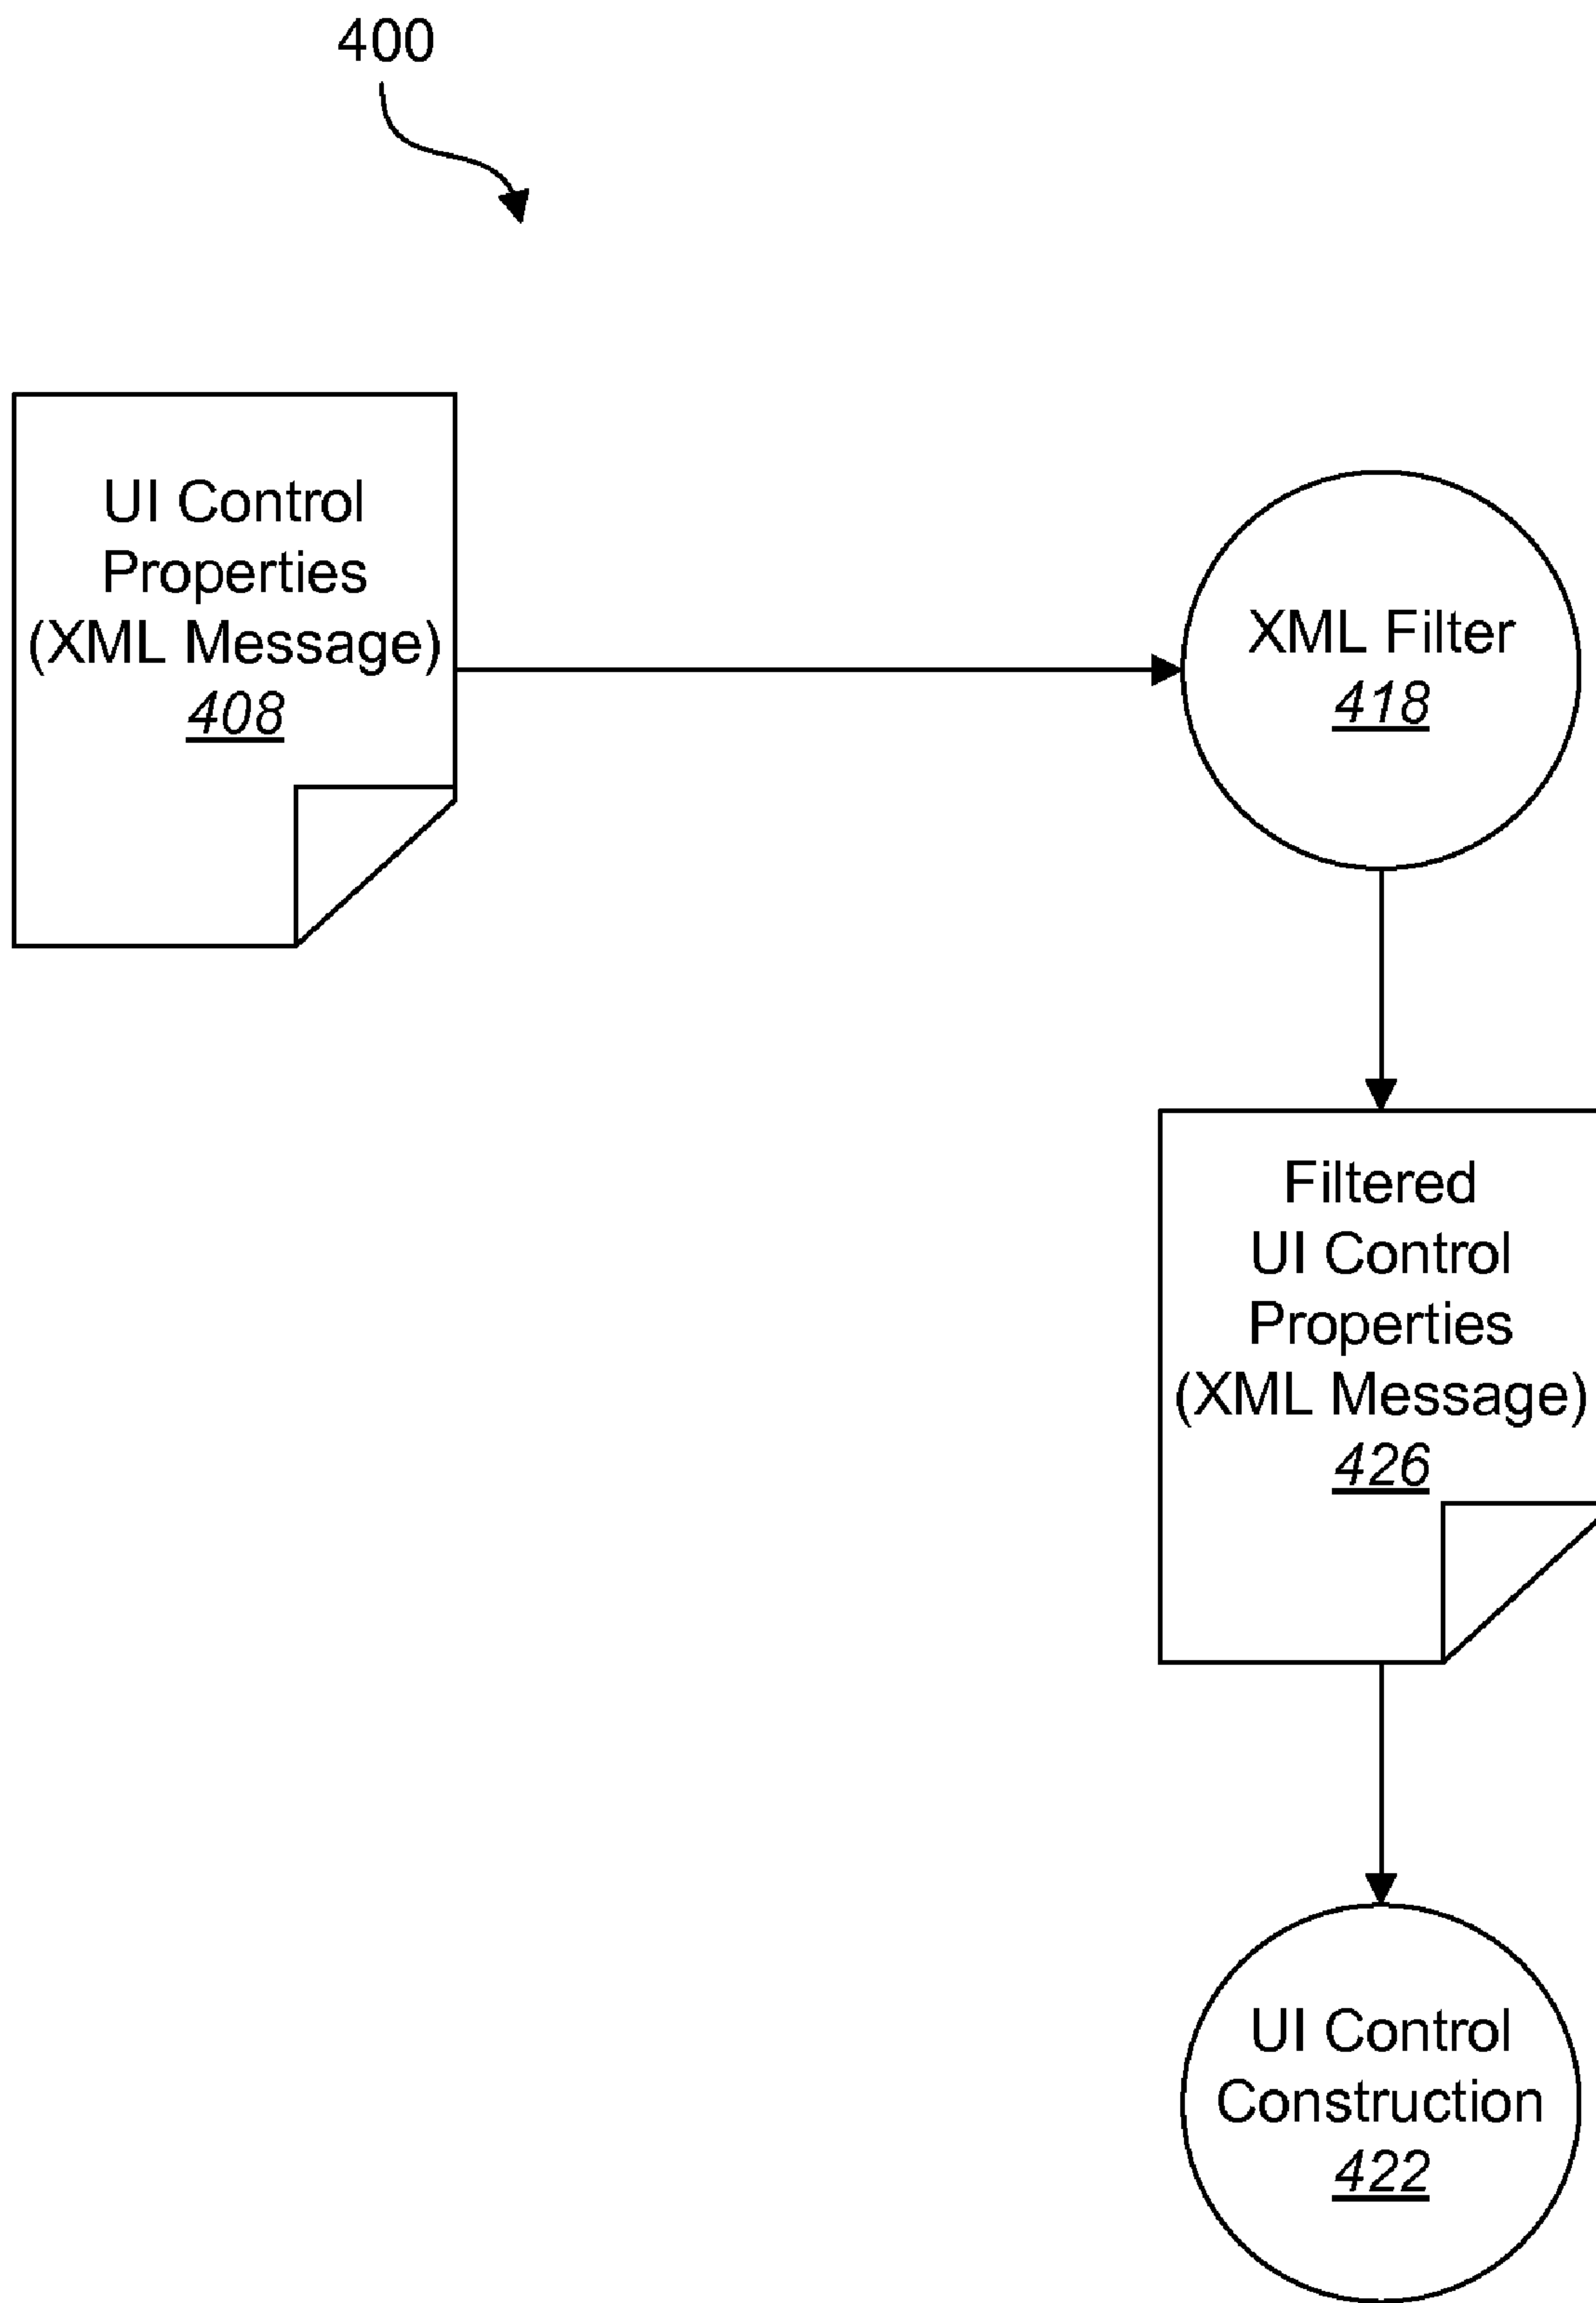 400
UI Control
Properties
(XML Message)
408
XML Filter
418
Filtered
UI Control
Properties
(XML Message)
426
UI Control
Construction
422